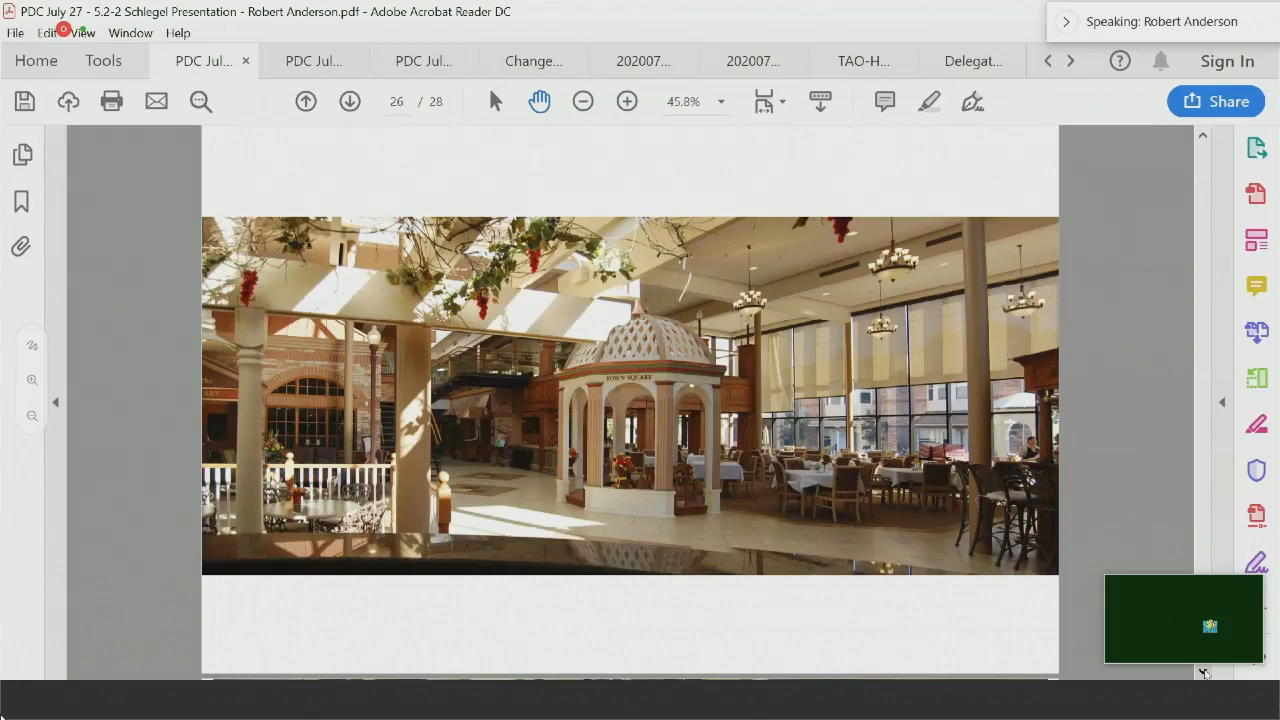 PDC July 27 - 5.2-2 Schlegel Presentation - Robert Anderson.pdf - Adobe Acrobat Reader DC
Speaking: Robert Anderson
File Edit View Window Help
Home Tools PDC Jul... × PDC Jul... PDC Jul... Change... 202007... 202007... TAO-H... Delegat... Sign In
26 / 28 45.8% Share
TOWN SQUARE